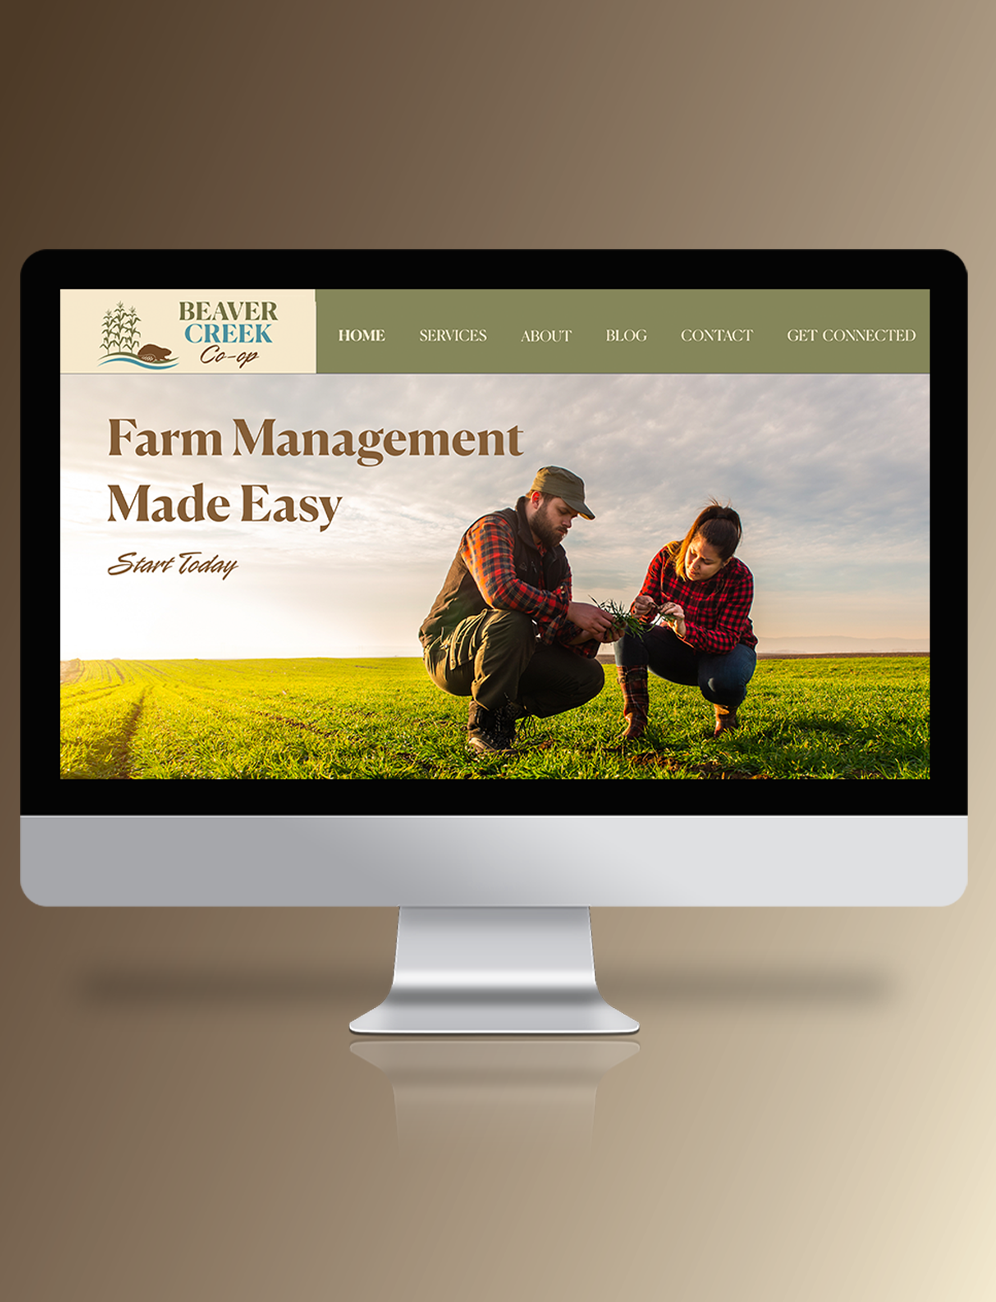 BEAVER
CREEK
Co-op
HOME SERVICES ABOUT BLOG CONTACT GET CONNECTED
Farm Management
Made Easy
Start Today